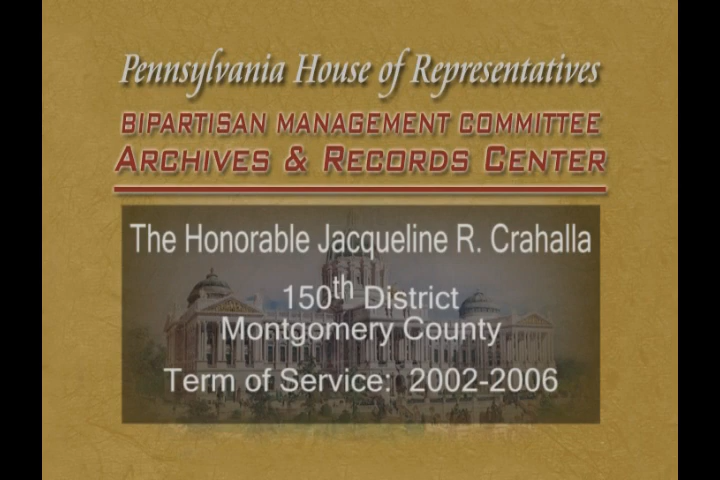 Pennsylvania House of Representatives
BIPARTISAN MANAGEMENT COMMITTEE
ARCHIVES & RECORDS CENTER
The Honorable Jacqueline R. Crahalla
150th District
Montgomery County
Term of Service: 2002-2006